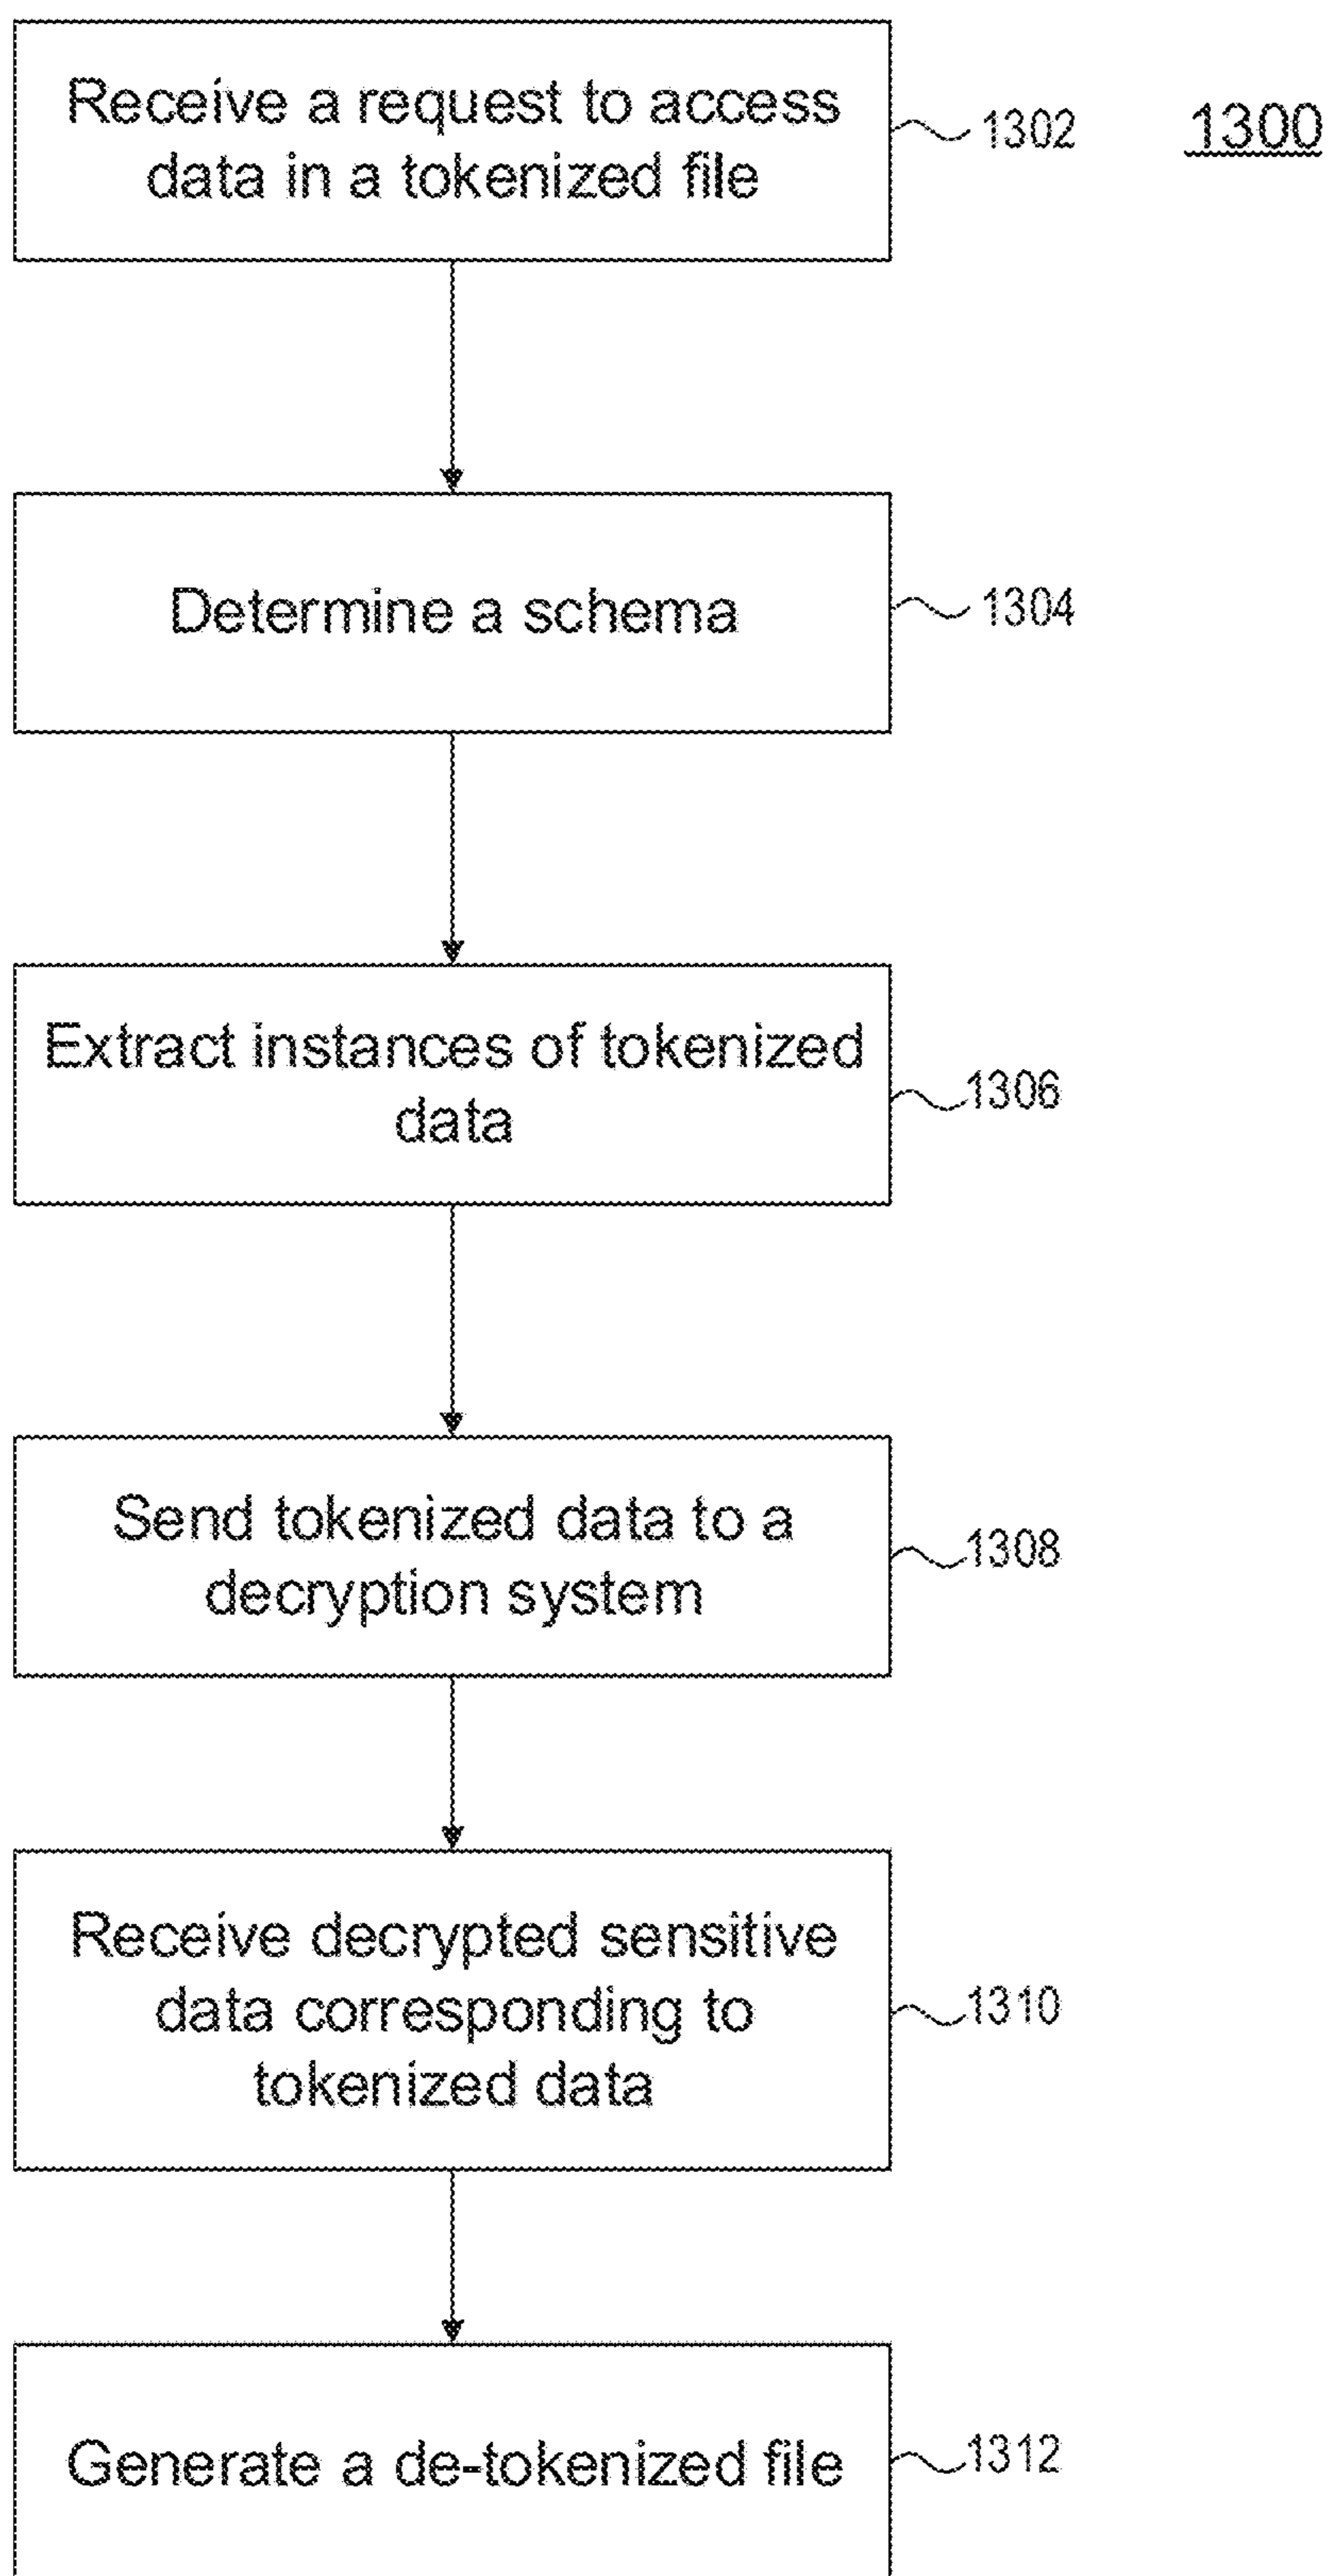 Receive a request to access
data in a tokenized file
1302
1300
Determine a schema
1304
Extract instances of tokenized
data
1306
Send tokenized data to a
decryption system
1308
Receive decrypted sensitive
data corresponding to
tokenized data
1310
Generate a de-tokenized file
1312